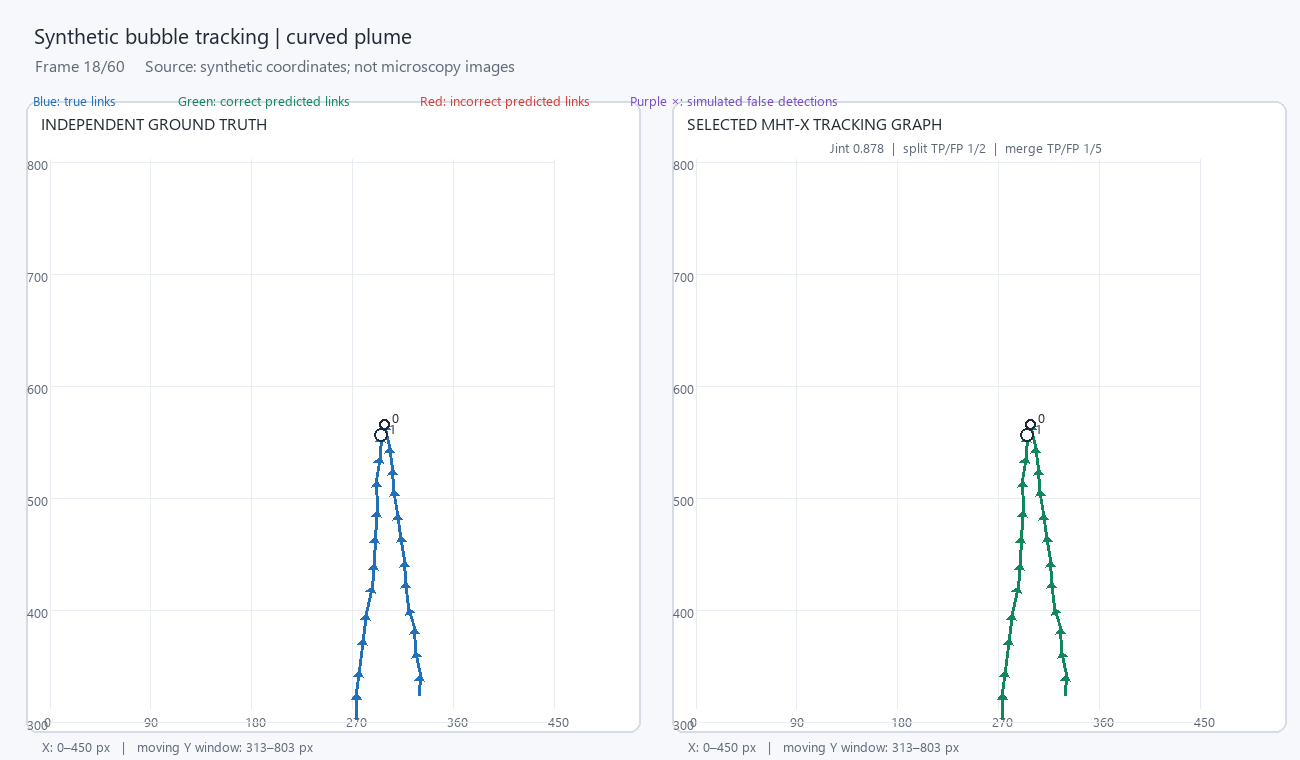 Synthetic bubble tracking | curved plume
Frame 18/60 Source: synthetic coordinates; not microscopy images
Blue: true links Green: correct predicted links Red: incorrect predicted links Purple ×: simulated false detections
INDEPENDENT GROUND TRUTH
800
700
600
500
400
300
0 90 180 270 360 450
0
1
X: 0–450 px | moving Y window: 313–803 px
SELECTED MHT-X TRACKING GRAPH
Jint 0.878 | split TP/FP 1/2 | merge TP/FP 1/5
800
700
600
500
400
300
0 90 180 270 360 450
0
1
X: 0–450 px | moving Y window: 313–803 px